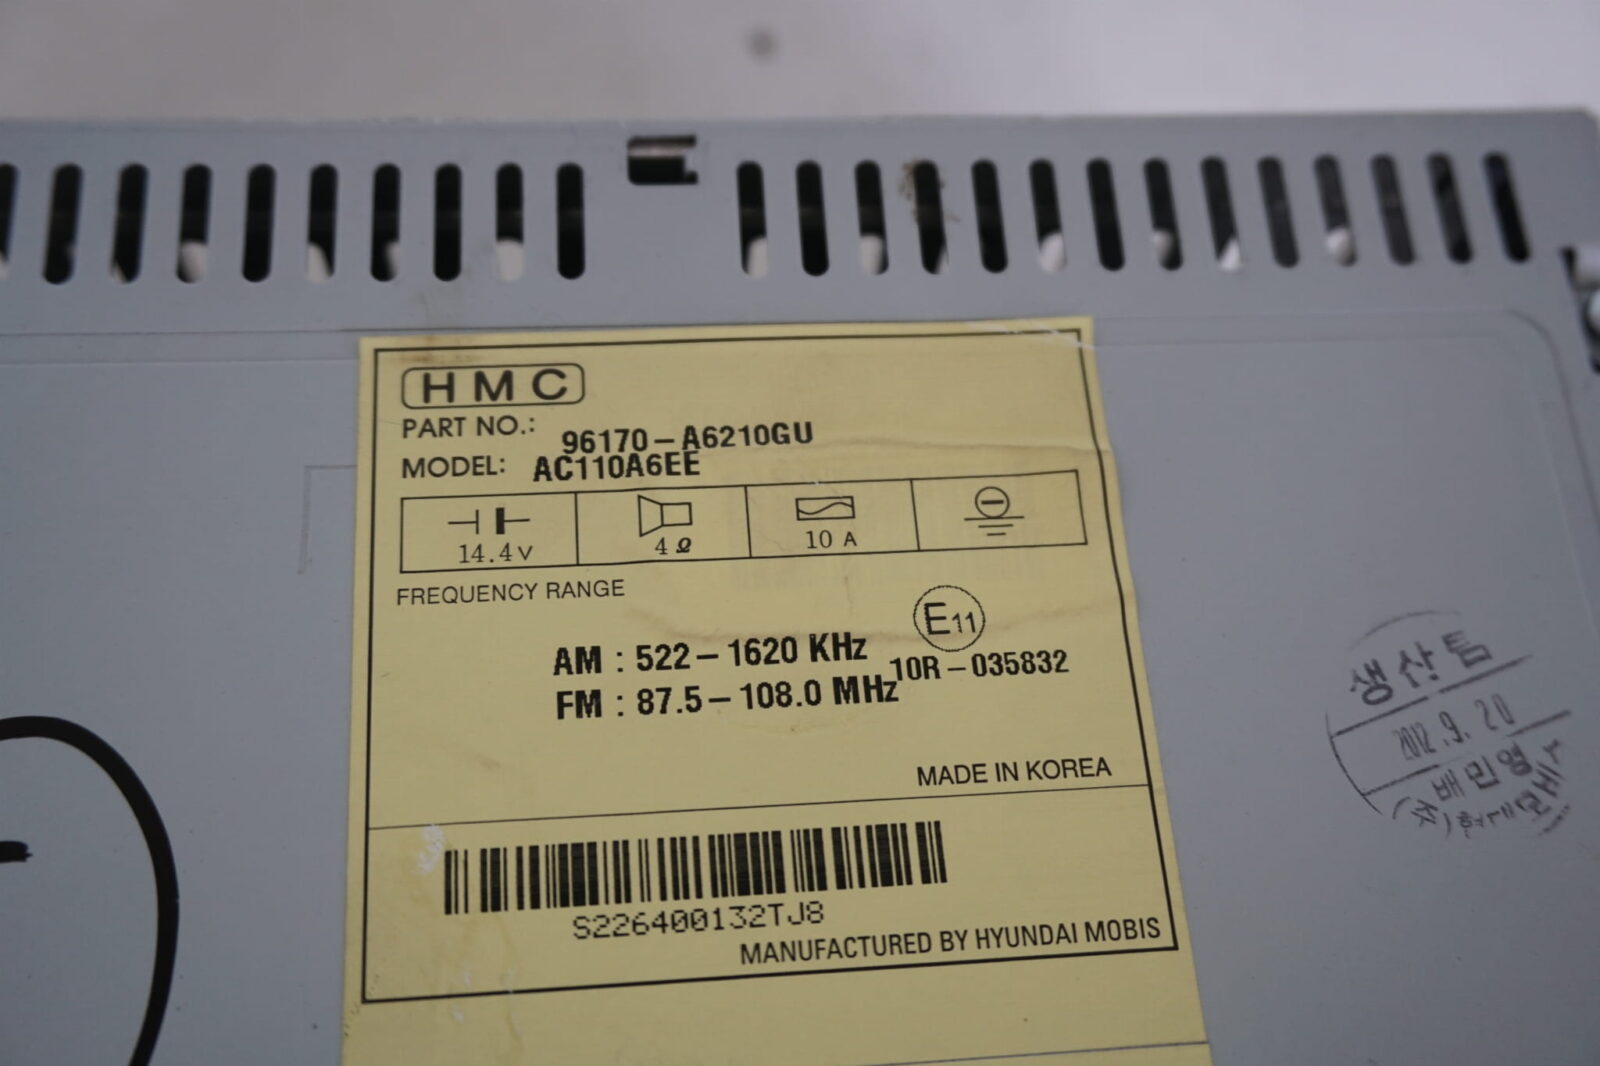 HMC
PART NO.: 96170-A6210GU
MODEL: AC110A6EE
14.4V 4Ω 10 A
FREQUENCY RANGE
E11
AM : 522-1620 KHz
10R-035832
FM : 87.5-108.0 MHz
MADE IN KOREA
S226400132TJ8
MANUFACTURED BY HYUNDAI MOBIS
생산팀
2012.9.20
배민영
(주)